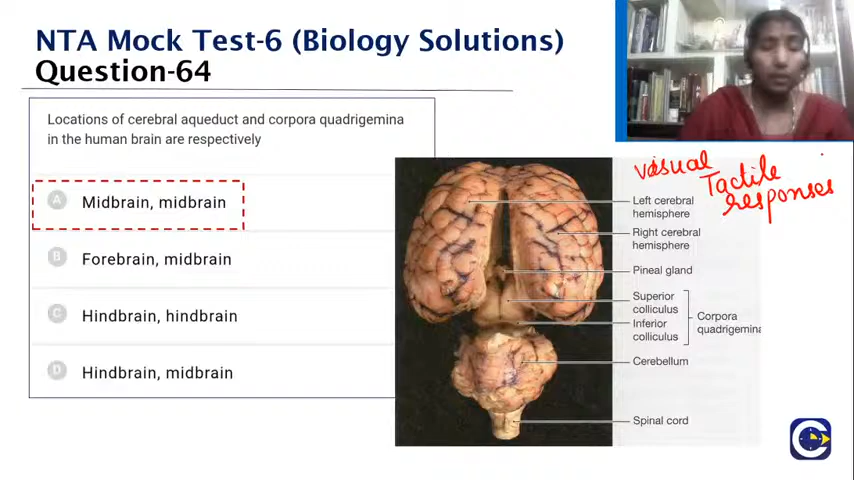 NTA Mock Test-6 (Biology Solutions)
Question-64
Locations of cerebral aqueduct and corpora quadrigemina
in the human brain are respectively
A Midbrain, midbrain
B Forebrain, midbrain
C Hindbrain, hindbrain
D Hindbrain, midbrain
visual
Tactile
responses
Left cerebral
hemisphere
Right cerebral
hemisphere
Pineal gland
Superior
colliculus
Inferior
colliculus
Corpora
quadrigemina
Cerebellum
Spinal cord